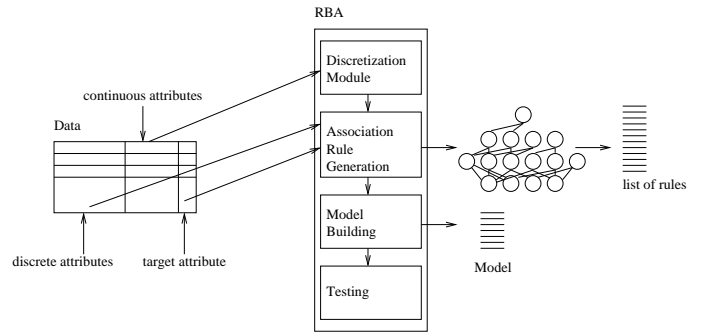 RBA
Discretization
Module
continuous attributes
Data
Association
Rule
Generation
list of rules
Model
Building
discrete attributes
target attribute
Model
Testing